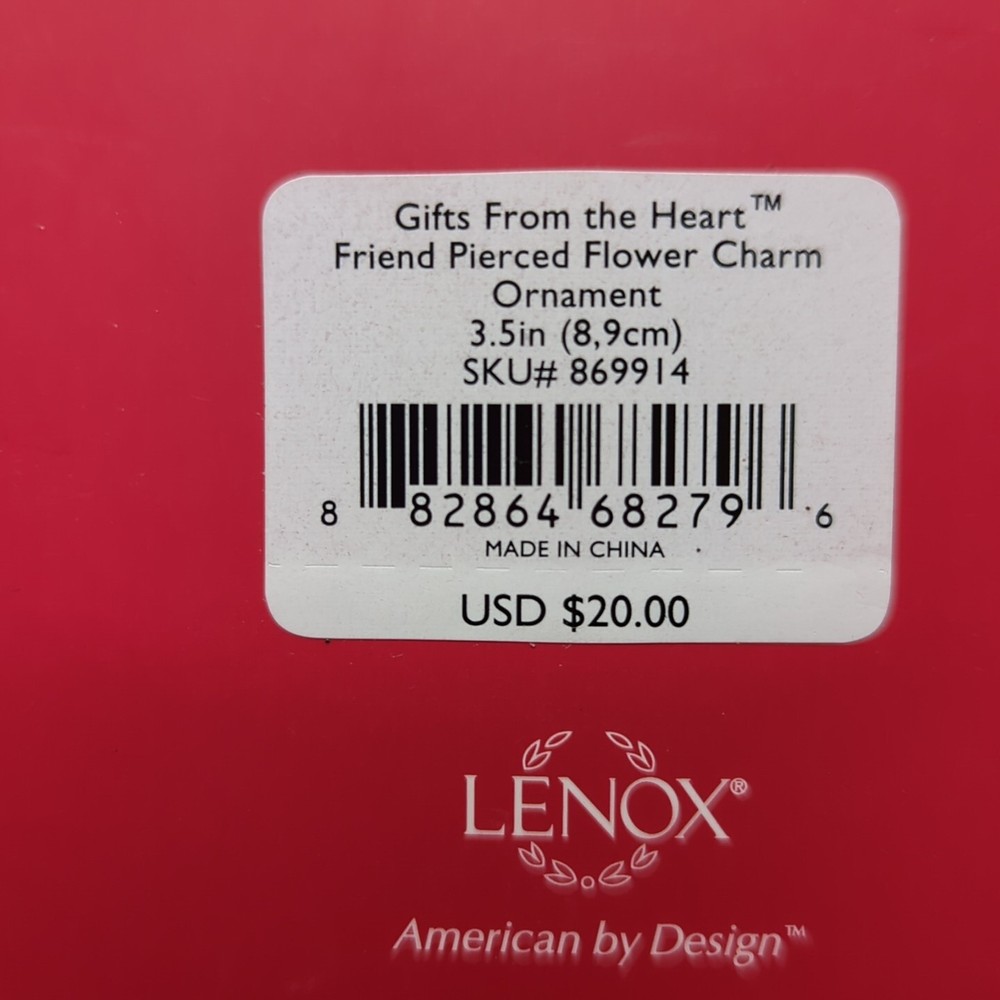 Gifts From the Heart™
Friend Pierced Flower Charm
Ornament
3.5in (8,9cm)
SKU# 869914
8 82864 68279 6
MADE IN CHINA
USD $20.00
LENOX®
American by Design™